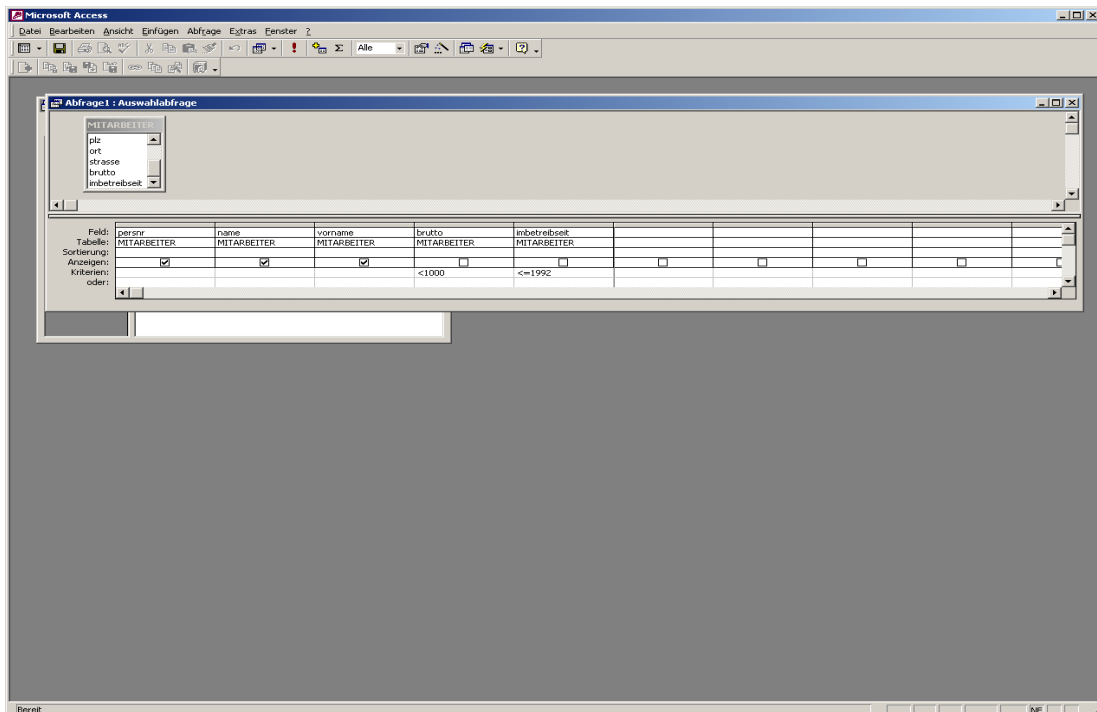 Microsoft Access
Datei Bearbeiten Ansicht Einfügen Abfrage Extras Fenster ?
Alle
Abfrage1 : Auswahlabfrage
MITARBEITER
plz
ort
strasse
brutto
imbetreibseit
Feld: persnr name vorname brutto imbetreibseit
Tabelle: MITARBEITER MITARBEITER MITARBEITER MITARBEITER MITARBEITER
Sortierung:
Anzeigen:
Kriterien: <1000 <=1992
oder:
Bereit NF